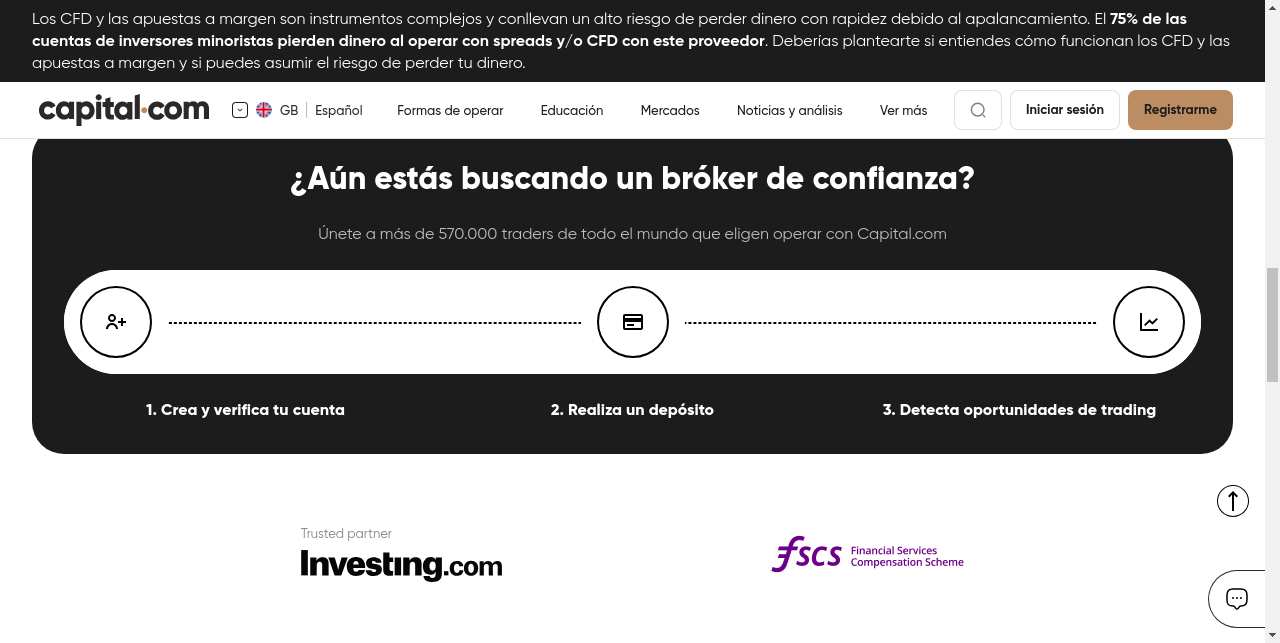 Los CFD y las apuestas a margen son instrumentos complejos y conllevan un alto riesgo de perder dinero con rapidez debido al apalancamiento. El 75% de las
cuentas de inversores minoristas pierden dinero al operar con spreads y/o CFD con este proveedor. Deberías plantearte si entiendes cómo funcionan los CFD y las
apuestas a margen y si puedes asumir el riesgo de perder tu dinero.
capital.com GB Español Formas de operar Educación Mercados Noticias y análisis Ver más Iniciar sesión Registrarme
¿Aún estás buscando un bróker de confianza?
Únete a más de 570.000 traders de todo el mundo que eligen operar con Capital.com
1. Crea y verifica tu cuenta 2. Realiza un depósito 3. Detecta oportunidades de trading
Trusted partner
Investing.com
fscs Financial Services
Compensation Scheme